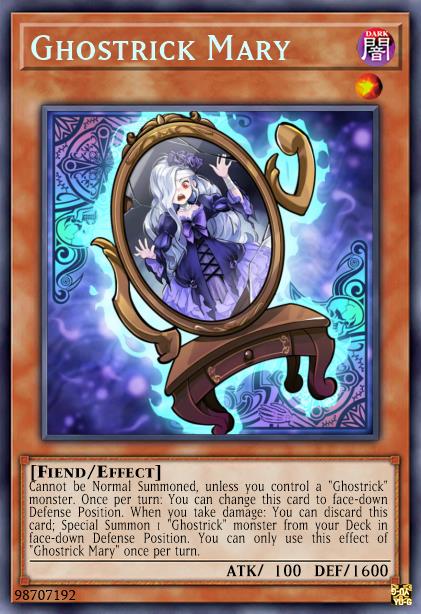 GHOSTRICK MARY
DARK
闇
[FIEND/EFFECT]
Cannot be Normal Summoned, unless you control a "Ghostrick"
monster. Once per turn: You can change this card to face-down
Defense Position. When you take damage: You can discard this
card; Special Summon 1 "Ghostrick" monster from your Deck in
face-down Defense Position. You can only use this effect of
"Ghostrick Mary" once per turn.
ATK/ 100 DEF/1600
98707192